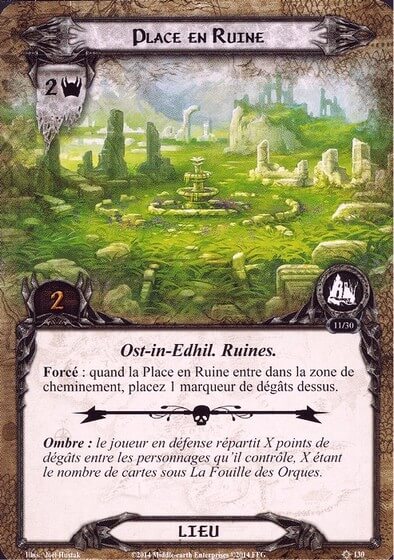 Place en Ruine
2
2
11/30
Ost-in-Edhil. Ruines.
Forcé : quand la Place en Ruine entre dans la zone de
cheminement, placez 1 marqueur de dégâts dessus.
Ombre : le joueur en défense répartit X points de
dégâts entre les personnages qu'il contrôle, X étant
le nombre de cartes sous La Fouille des Orques.
LIEU
Illus. Joel Hustak
©2014 Middle-earth Enterprises ©2014 FFG.
130